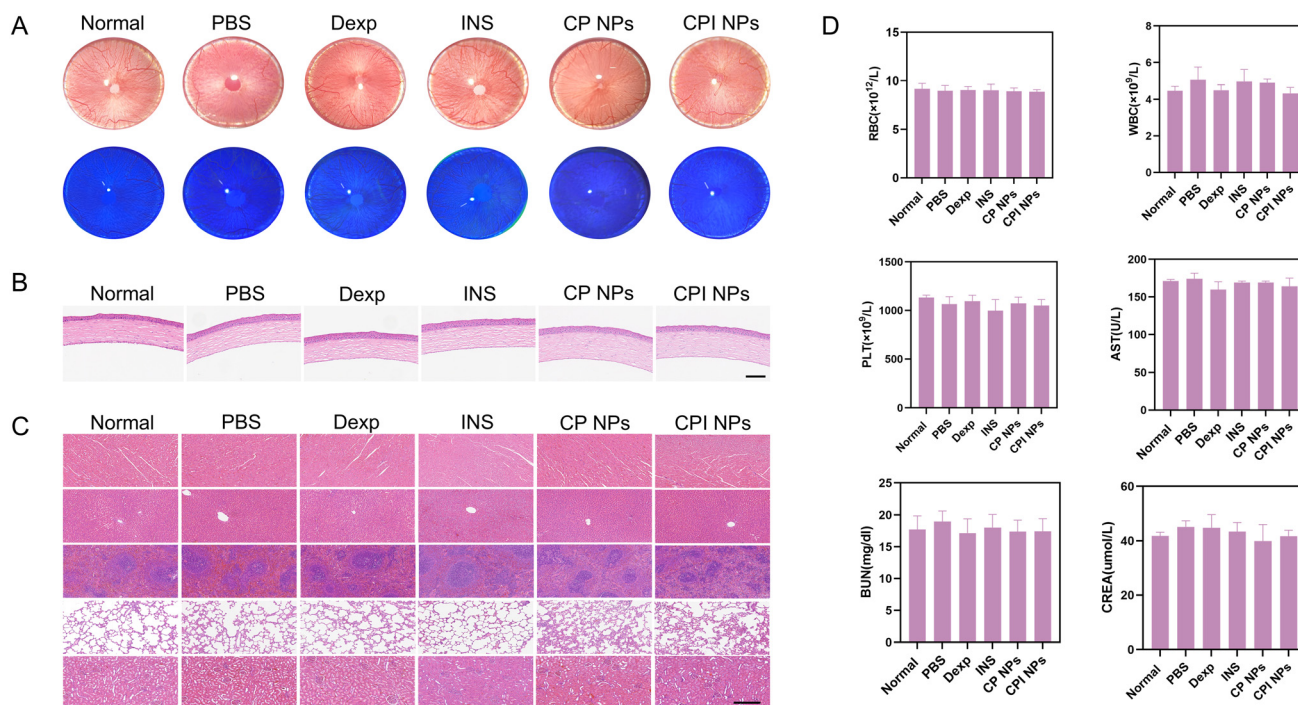 A
Normal PBS Dexp INS CP NPs CPI NPs
B
Normal PBS Dexp INS CP NPs CPI NPs
C
Normal PBS Dexp INS CP NPs CPI NPs
D
RBC(×10¹²/L)
15
10
5
0
Normal PBS Dexp INS CP NPs CPI NPs
WBC(×10⁹/L)
8
6
4
2
0
Normal PBS Dexp INS CP NPs CPI NPs
PLT(×10⁹/L)
1500
1000
500
0
Normal PBS Dexp INS CP NPs CPI NPs
AST(U/L)
200
150
100
50
0
Normal PBS Dexp INS CP NPs CPI NPs
BUN(mg/dl)
25
20
15
10
5
0
Normal PBS Dexp INS CP NPs CPI NPs
CREA(umol/L)
60
40
20
0
Normal PBS Dexp INS CP NPs CPI NPs